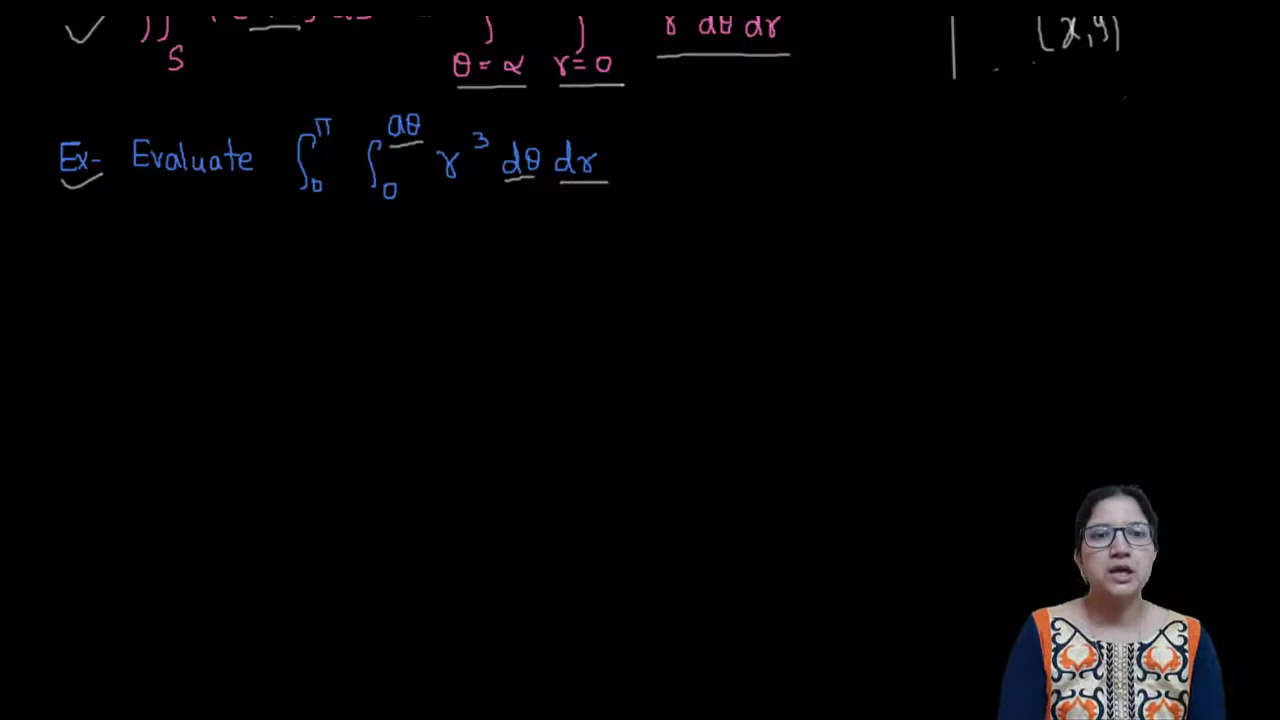 S θ = α r = 0 r dθ dr (x, y)
Ex- Evaluate ∫₀^π ∫₀^aθ r³ dθ dr